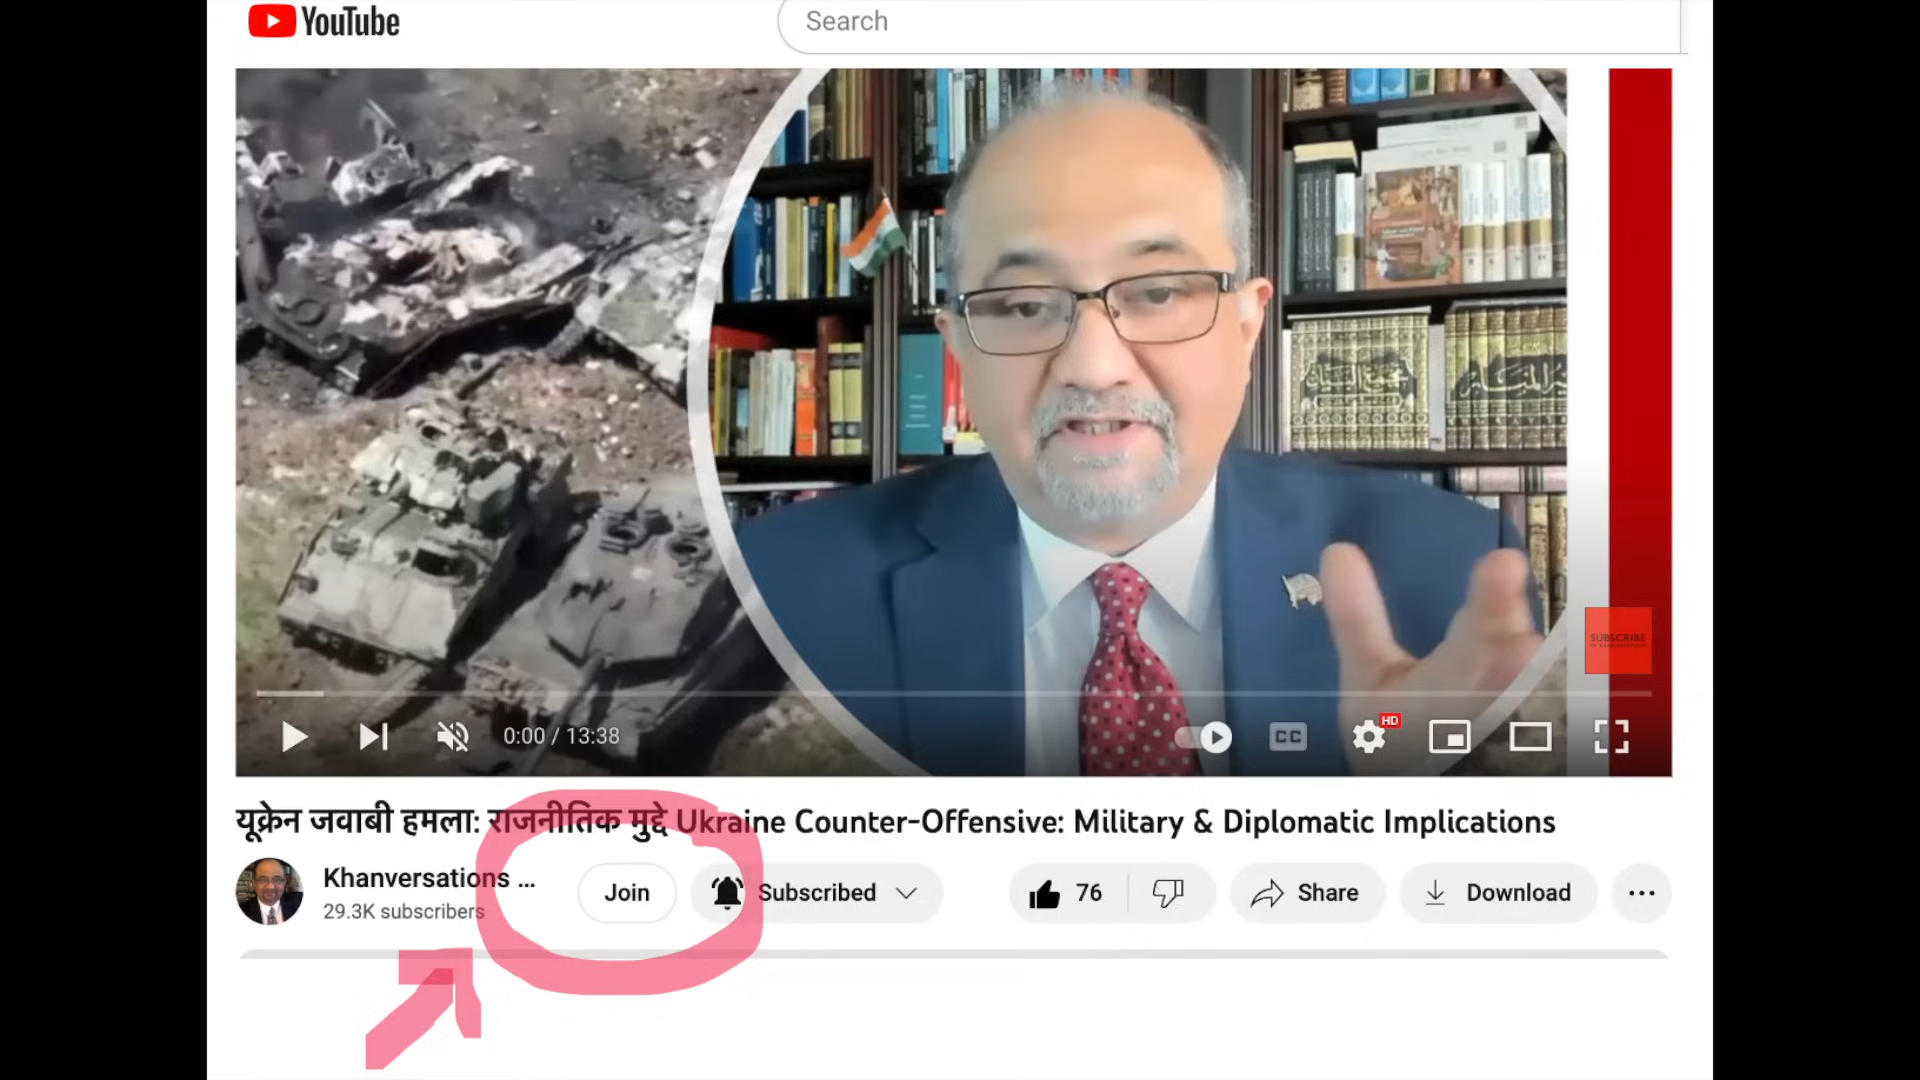 YouTube
Search
SUBSCRIBE
0:00 / 13:38
CC
HD
यूक्रेन जवाबी हमला: राजनीतिक मुद्दे Ukraine Counter-Offensive: Military & Diplomatic Implications
Khanversations ...
29.3K subscribers
Join
Subscribed
76
Share
Download